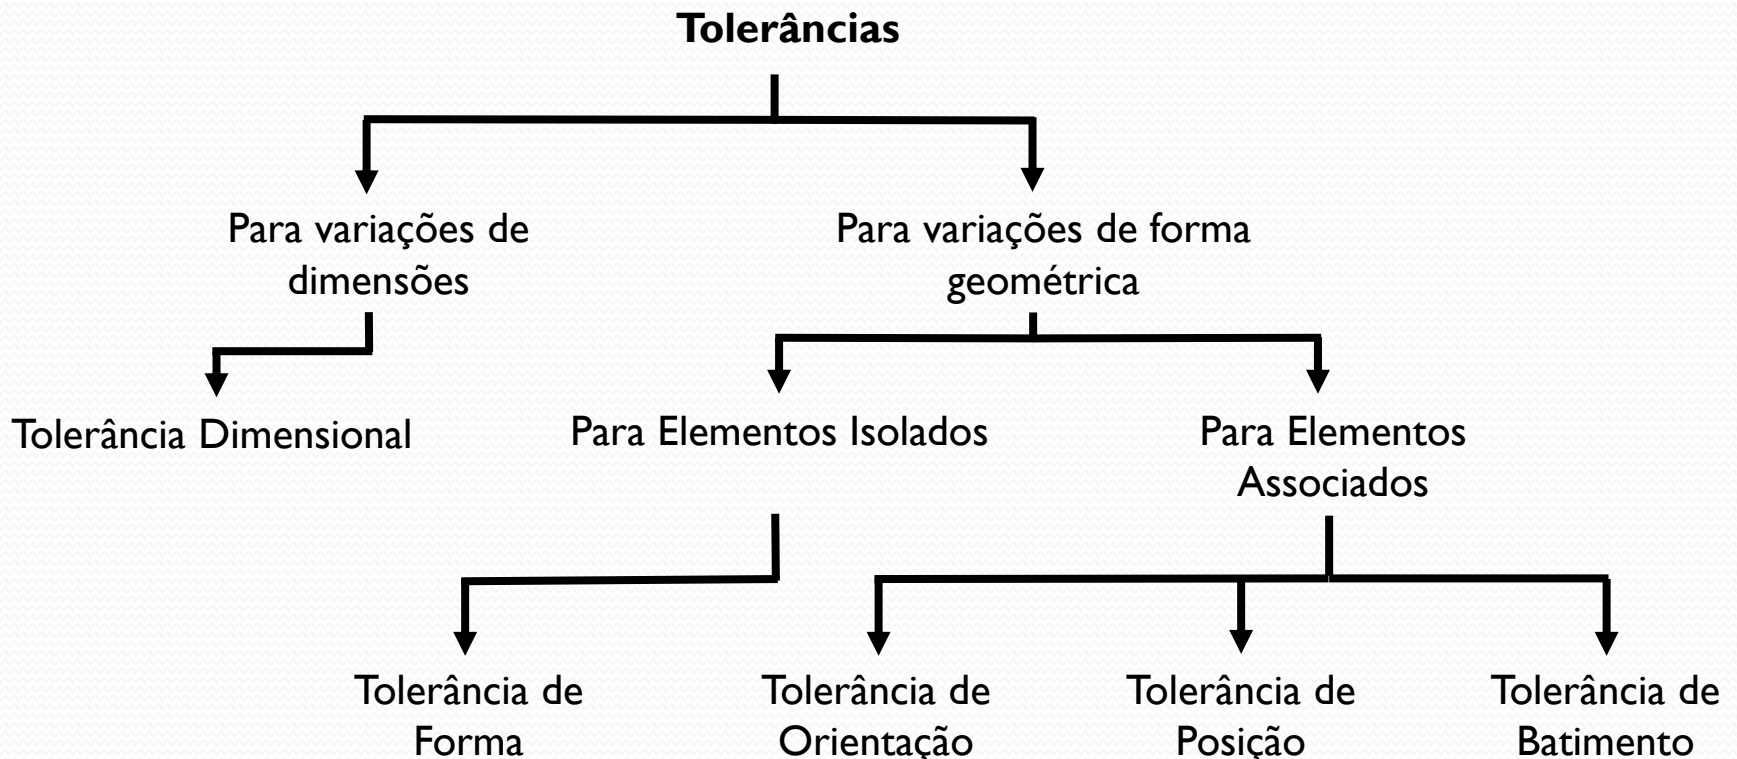 Tolerâncias
Para variações de
dimensões
Para variações de forma
geométrica
Tolerância Dimensional
Para Elementos Isolados
Para Elementos
Associados
Tolerância de
Forma
Tolerância de
Orientação
Tolerância de
Posição
Tolerância de
Batimento